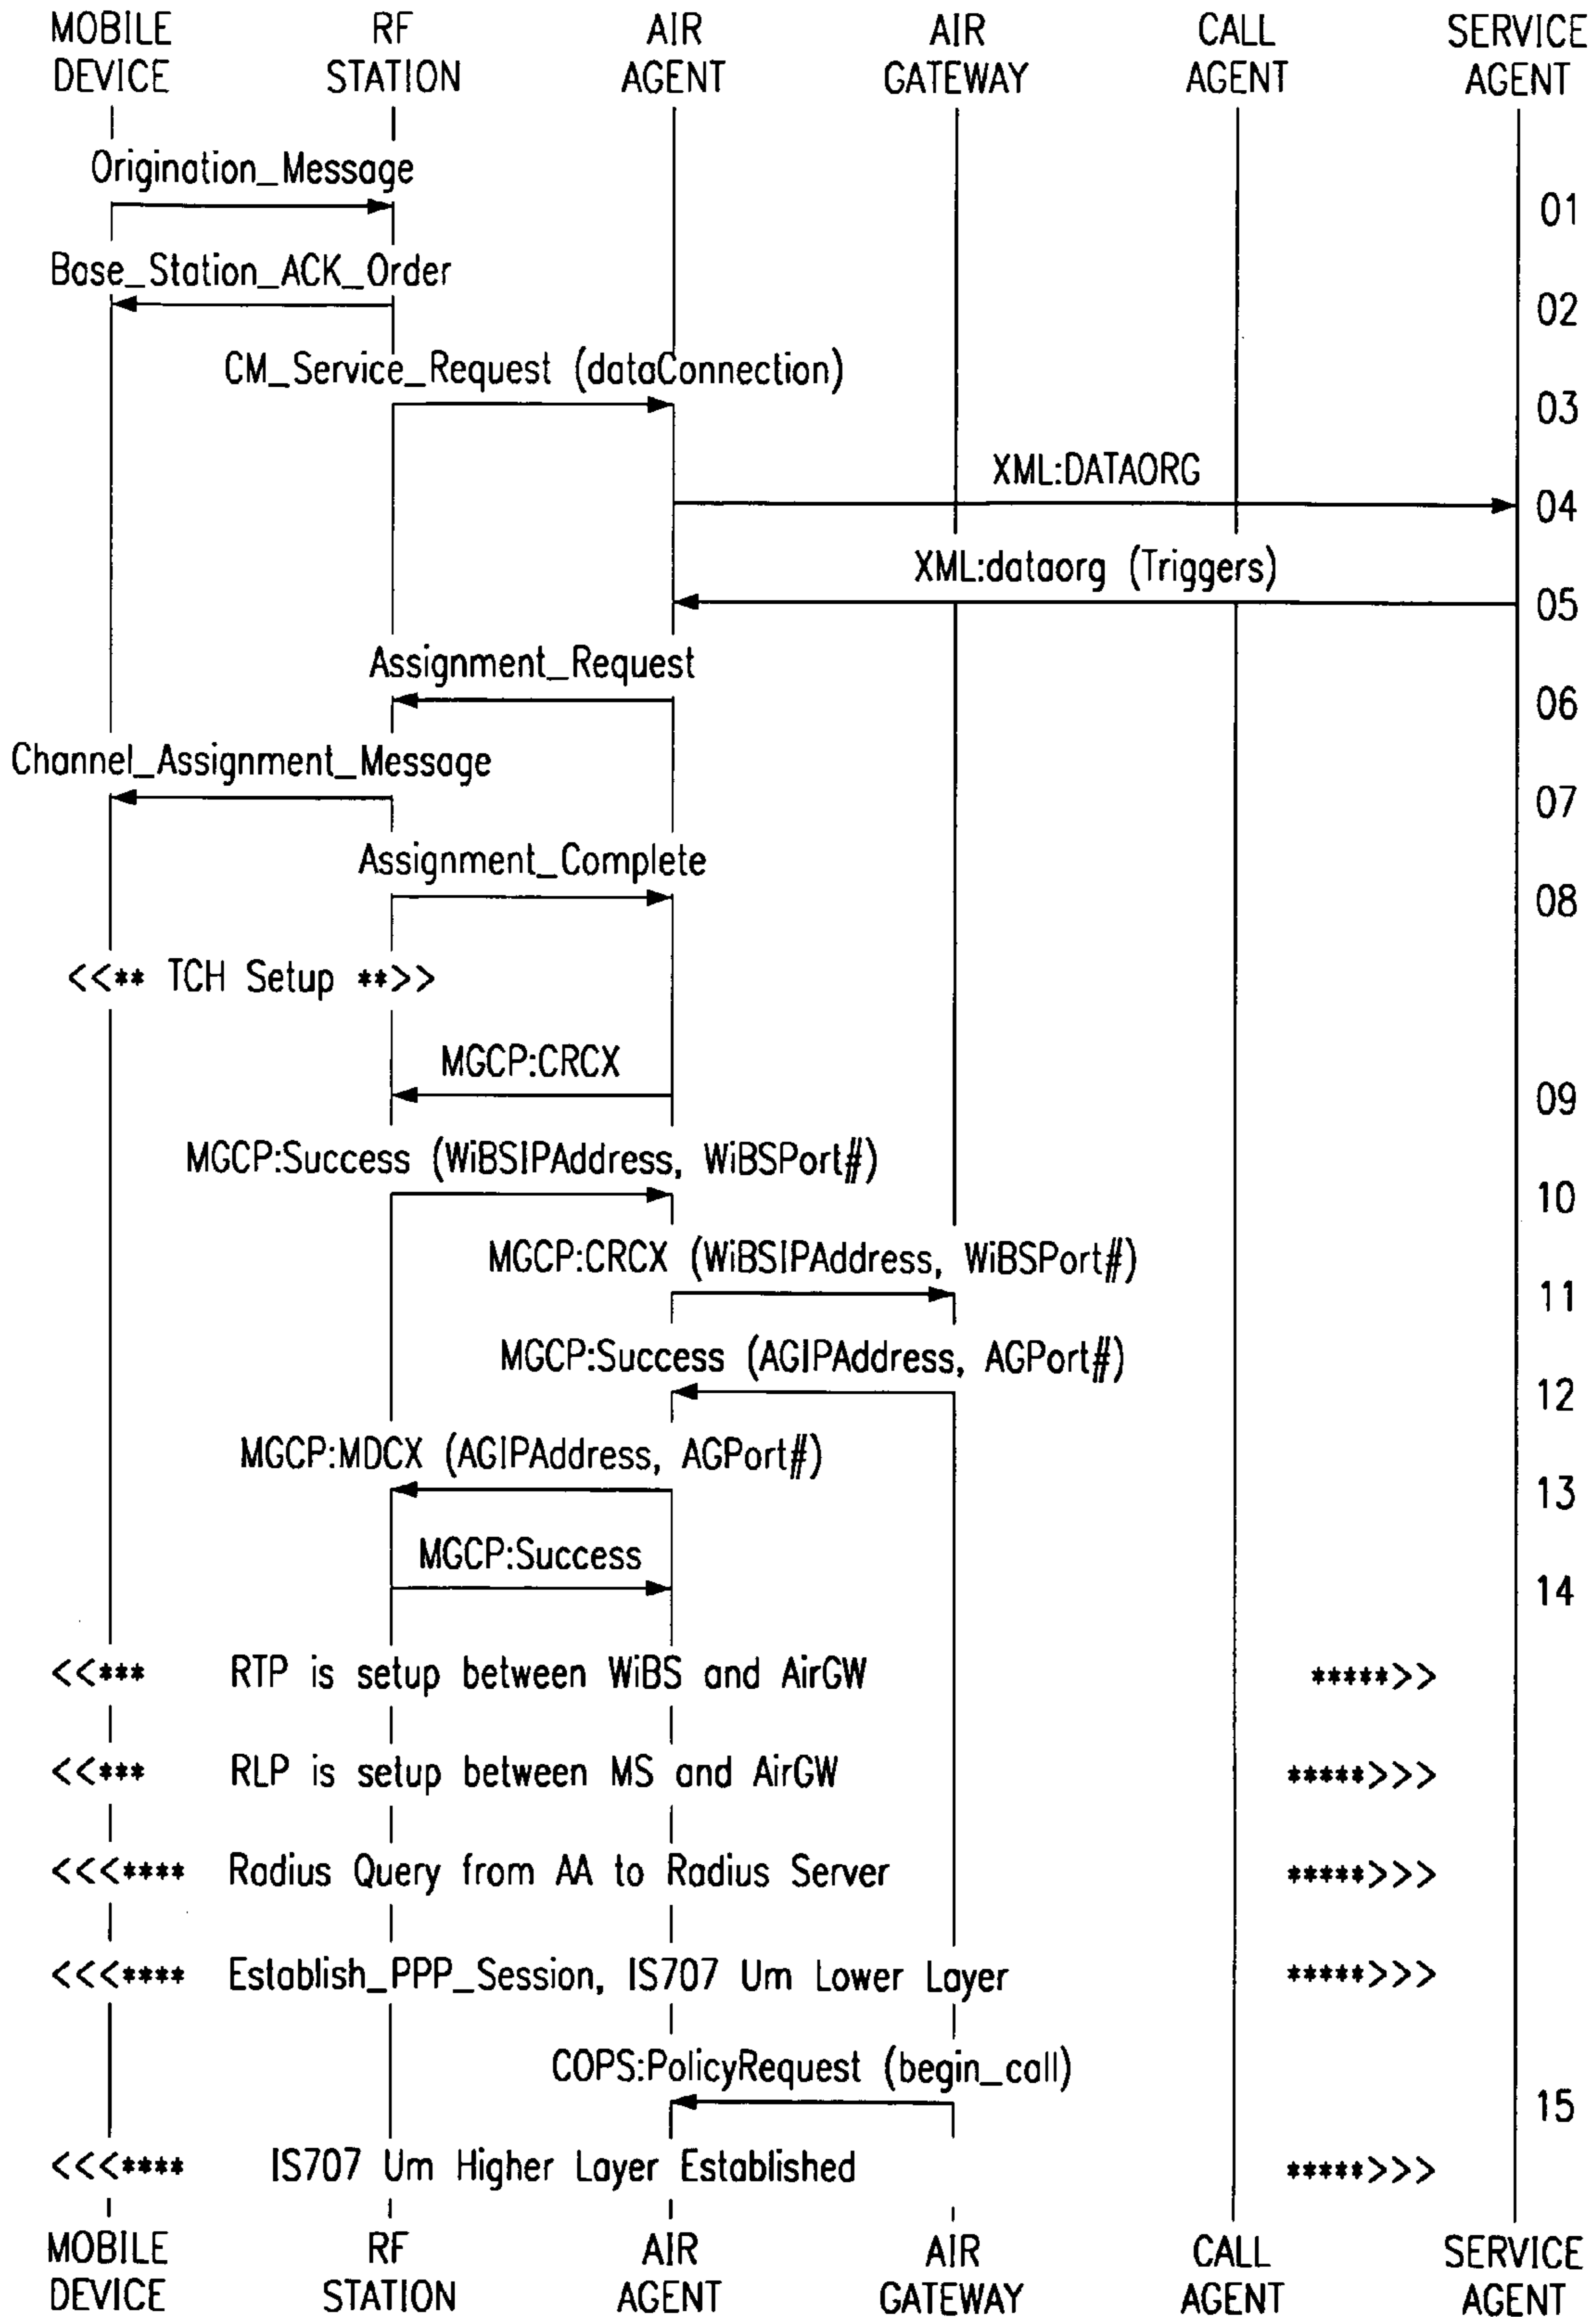 MOBILE RF AIR AIR CALL SERVICE
DEVICE STATION AGENT GATEWAY AGENT AGENT
Origination_Message
01
Base_Station_ACK_Order
02
CM_Service_Request (dataConnection)
03
XML:DATAORG
04
XML:dataorg (Triggers)
05
Assignment_Request
06
Channel_Assignment_Message
07
Assignment_Complete
08
<<** TCH Setup **>>
MGCP:CRCX
09
MGCP:Success (WiBSIPAddress, WiBSPort#)
10
MGCP:CRCX (WiBSIPAddress, WiBSPort#)
11
MGCP:Success (AGIPAddress, AGPort#)
12
MGCP:MDCX (AGIPAddress, AGPort#)
13
MGCP:Success
14
<<*** RTP is setup between WiBS and AirGW *****>>
<<*** RLP is setup between MS and AirGW *****>>>
<<<**** Radius Query from AA to Radius Server *****>>>
<<<**** Establish_PPP_Session, IS707 Um Lower Layer *****>>>
COPS:PolicyRequest (begin_call)
15
<<<**** IS707 Um Higher Layer Established *****>>>
MOBILE RF AIR AIR CALL SERVICE
DEVICE STATION AGENT GATEWAY AGENT AGENT